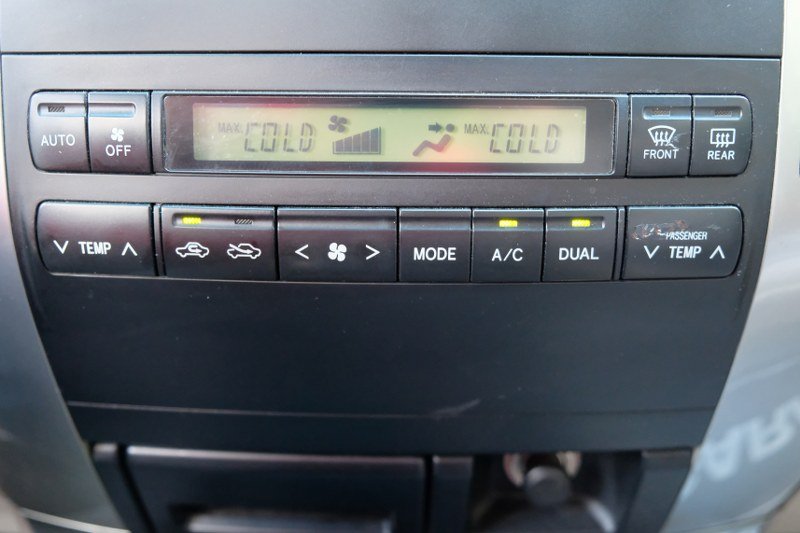 MAX. COLD MAX. COLD
AUTO OFF FRONT REAR
TEMP MODE A/C DUAL PASSENGER
TEMP